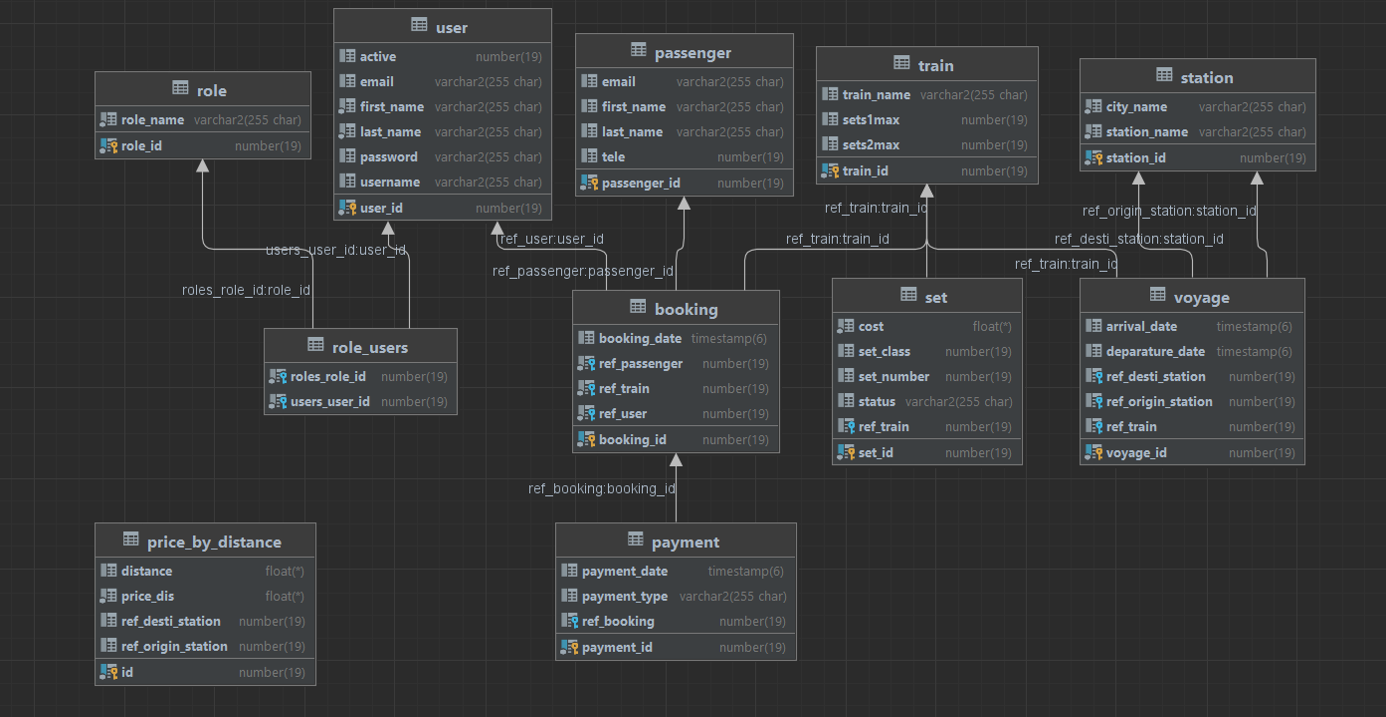 role
role_name varchar2(255 char)
role_id number(19)
user
active number(19)
email varchar2(255 char)
first_name varchar2(255 char)
last_name varchar2(255 char)
password varchar2(255 char)
username varchar2(255 char)
user_id number(19)
passenger
email varchar2(255 char)
first_name varchar2(255 char)
last_name varchar2(255 char)
tele number(19)
passenger_id number(19)
train
train_name varchar2(255 char)
sets1max number(19)
sets2max number(19)
train_id number(19)
station
city_name varchar2(255 char)
station_name varchar2(255 char)
station_id number(19)
users_user_id:user_id
roles_role_id:role_id
ref_user:user_id
ref_passenger:passenger_id
ref_train:train_id
ref_train:train_id
ref_origin_station:station_id
ref_desti_station:station_id
ref_train:train_id
role_users
roles_role_id number(19)
users_user_id number(19)
booking
booking_date timestamp(6)
ref_passenger number(19)
ref_train number(19)
ref_user number(19)
booking_id number(19)
set
cost float(*)
set_class number(19)
set_number number(19)
status varchar2(255 char)
ref_train number(19)
set_id number(19)
voyage
arrival_date timestamp(6)
deparature_date timestamp(6)
ref_desti_station number(19)
ref_origin_station number(19)
ref_train number(19)
voyage_id number(19)
ref_booking:booking_id
price_by_distance
distance float(*)
price_dis float(*)
ref_desti_station number(19)
ref_origin_station number(19)
id number(19)
payment
payment_date timestamp(6)
payment_type varchar2(255 char)
ref_booking number(19)
payment_id number(19)